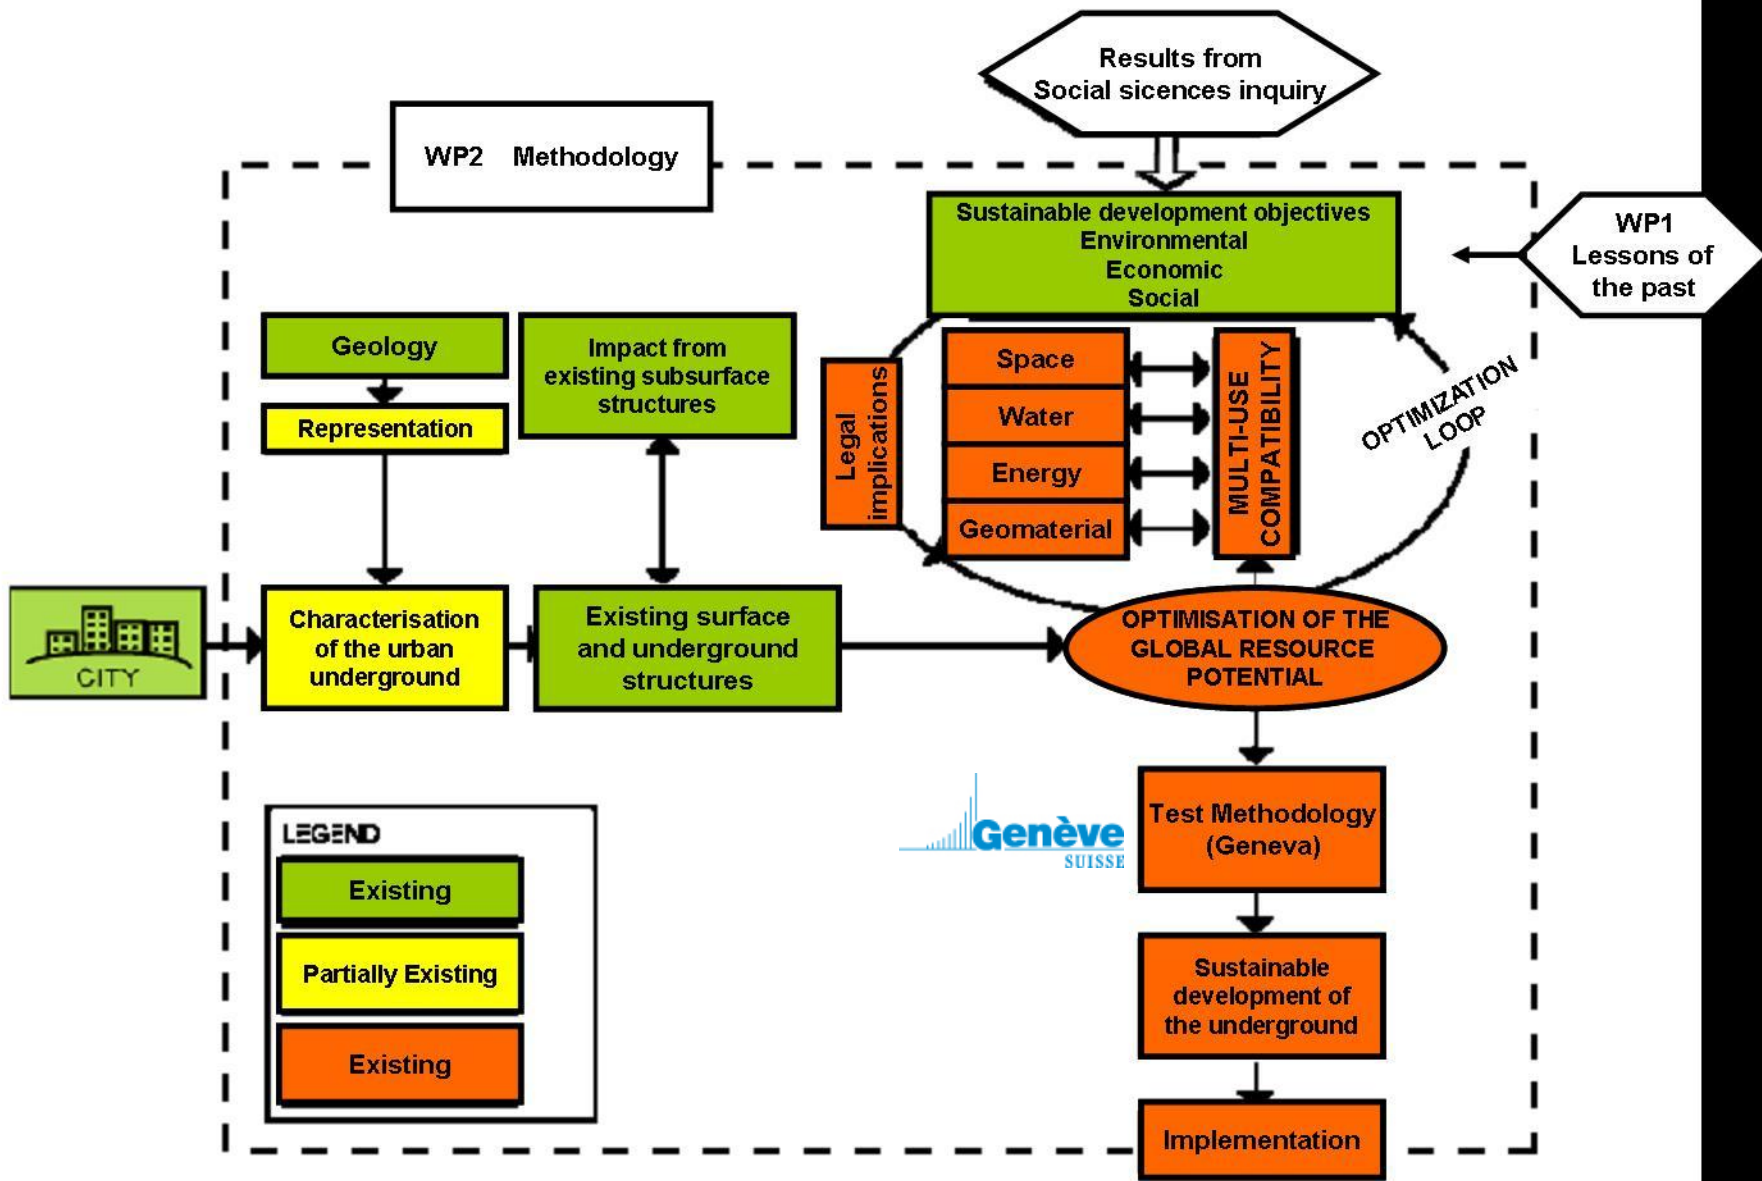 Results from
Social sicences inquiry
WP2 Methodology
Sustainable development objectives
Environmental
Economic
Social
WP1
Lessons of
the past
Geology
Representation
Impact from
existing subsurface
structures
Legal
implications
Space
Water
Energy
Geomaterial
MULTI-USE
COMPATIBILITY
OPTIMIZATION
LOOP
CITY
Characterisation
of the urban
underground
Existing surface
and underground
structures
OPTIMISATION OF THE
GLOBAL RESOURCE
POTENTIAL
Genève
SUISSE
Test Methodology
(Geneva)
Sustainable
development of
the underground
Implementation
LEGEND
Existing
Partially Existing
Existing